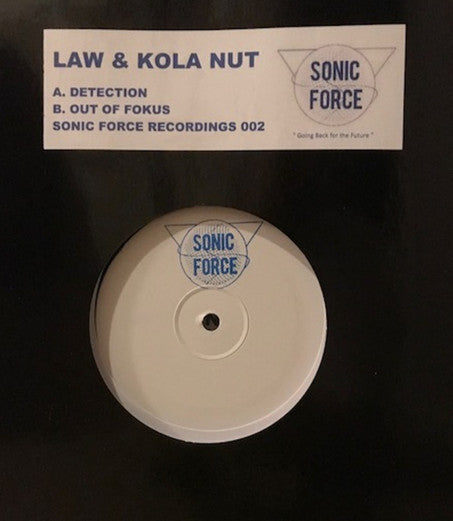 LAW & KOLA NUT
A. DETECTION
B. OUT OF FOKUS
SONIC FORCE RECORDINGS 002
SONIC
FORCE
" Going Back for the Future "
SONIC
FORCE